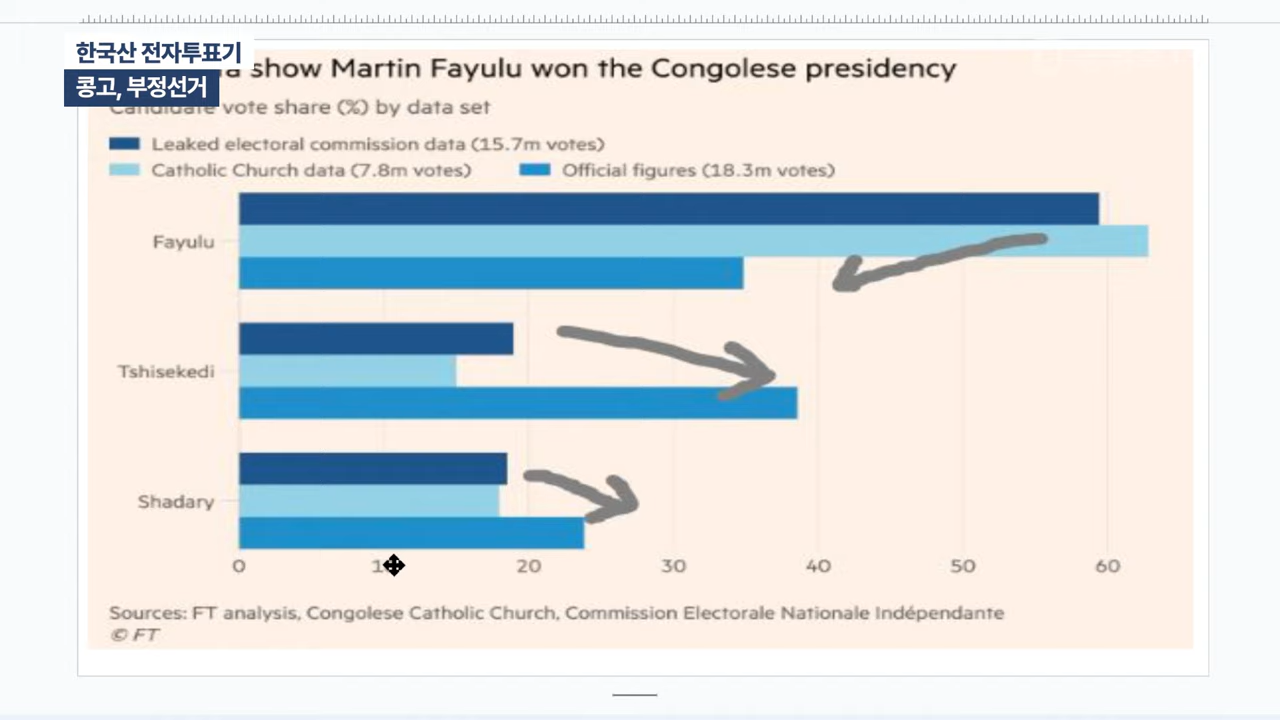 한국산 전자투표기
콩고, 부정선거
show Martin Fayulu won the Congolese presidency
Candidate vote share (%) by data set
Leaked electoral commission data (15.7m votes)
Catholic Church data (7.8m votes) Official figures (18.3m votes)
Fayulu
Tshisekedi
Shadary
0 20 30 40 50 60
Sources: FT analysis, Congolese Catholic Church, Commission Electorale Nationale Indépendante
© FT